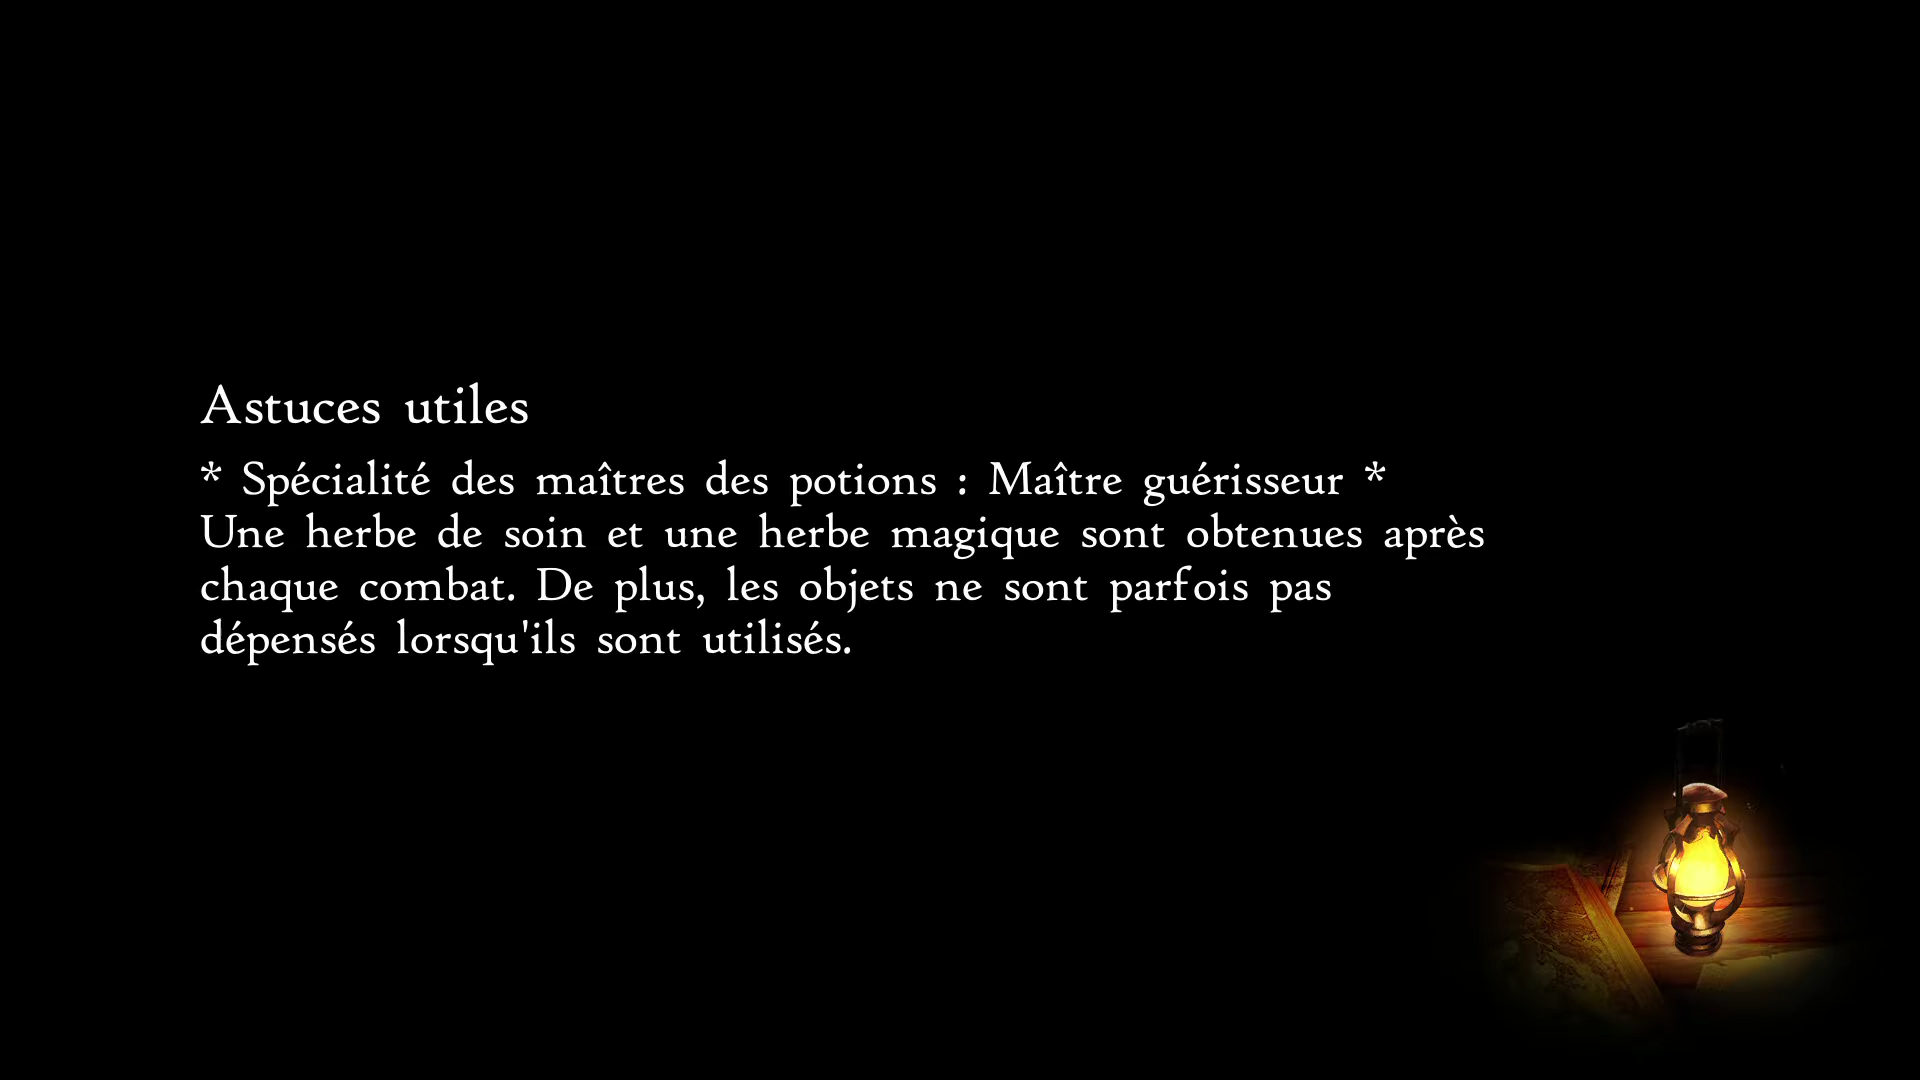 Astuces utiles
* Spécialité des maîtres des potions : Maître guérisseur *
Une herbe de soin et une herbe magique sont obtenues après
chaque combat. De plus, les objets ne sont parfois pas
dépensés lorsqu'ils sont utilisés.